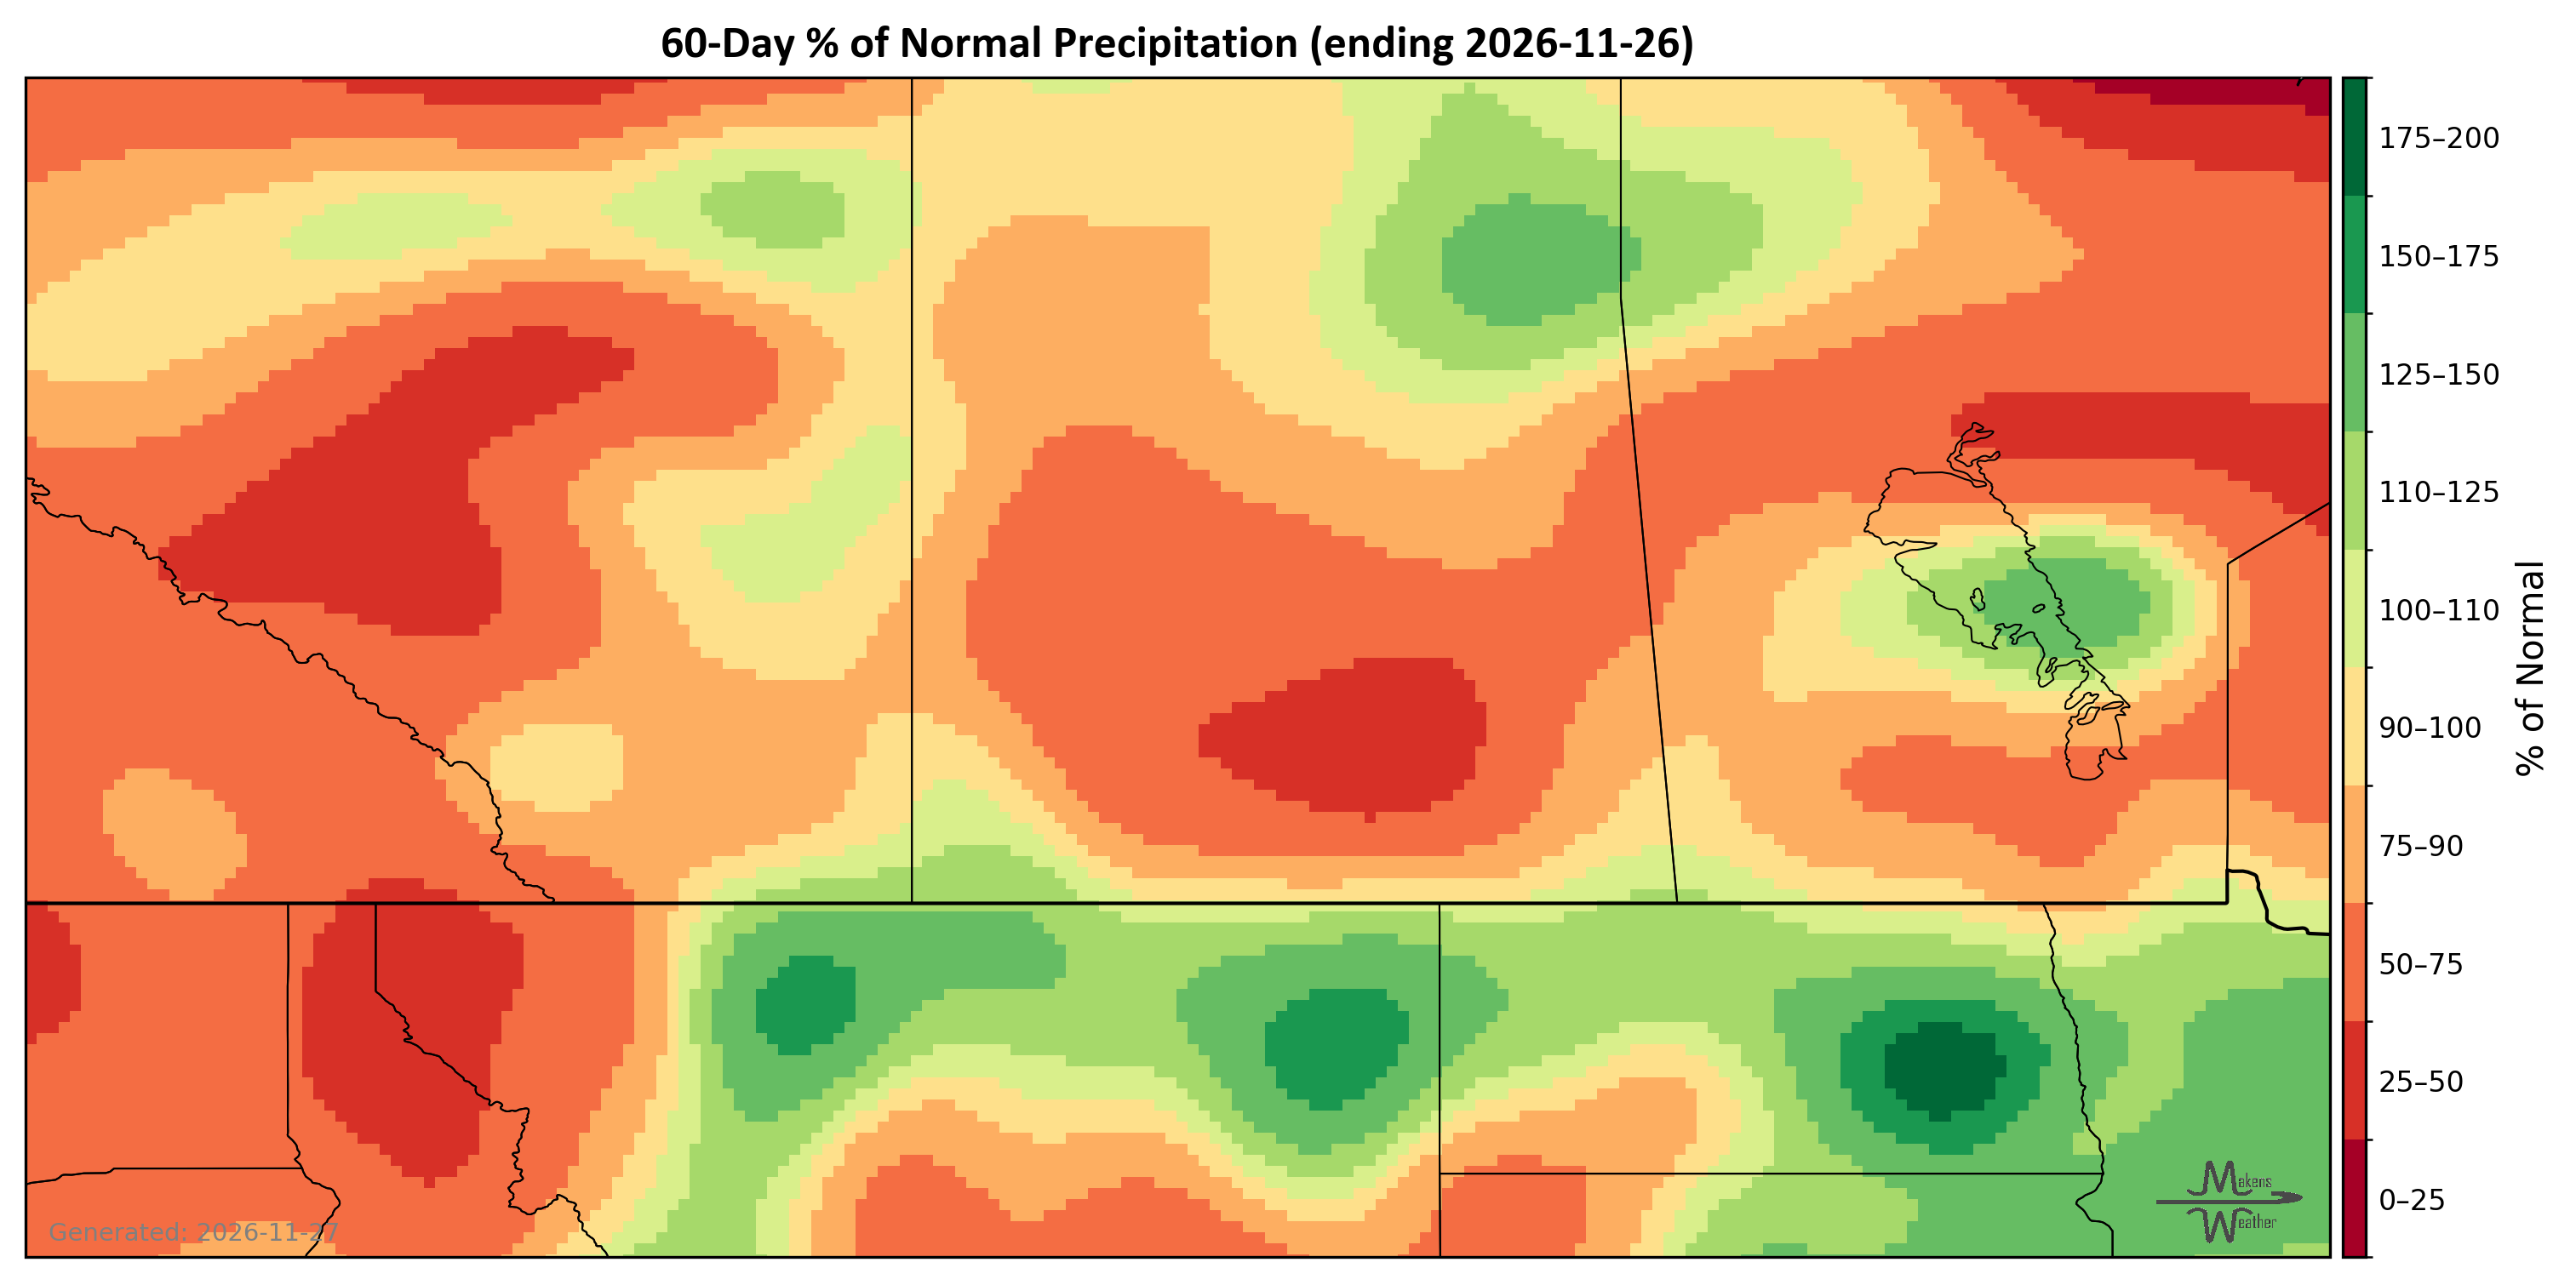 60-Day % of Normal Precipitation (ending 2026-11-26)
175–200
150–175
125–150
110–125
100–110
90–100
75–90
50–75
25–50
0–25
% of Normal
Generated: 2026-11-27
Makens
Weather